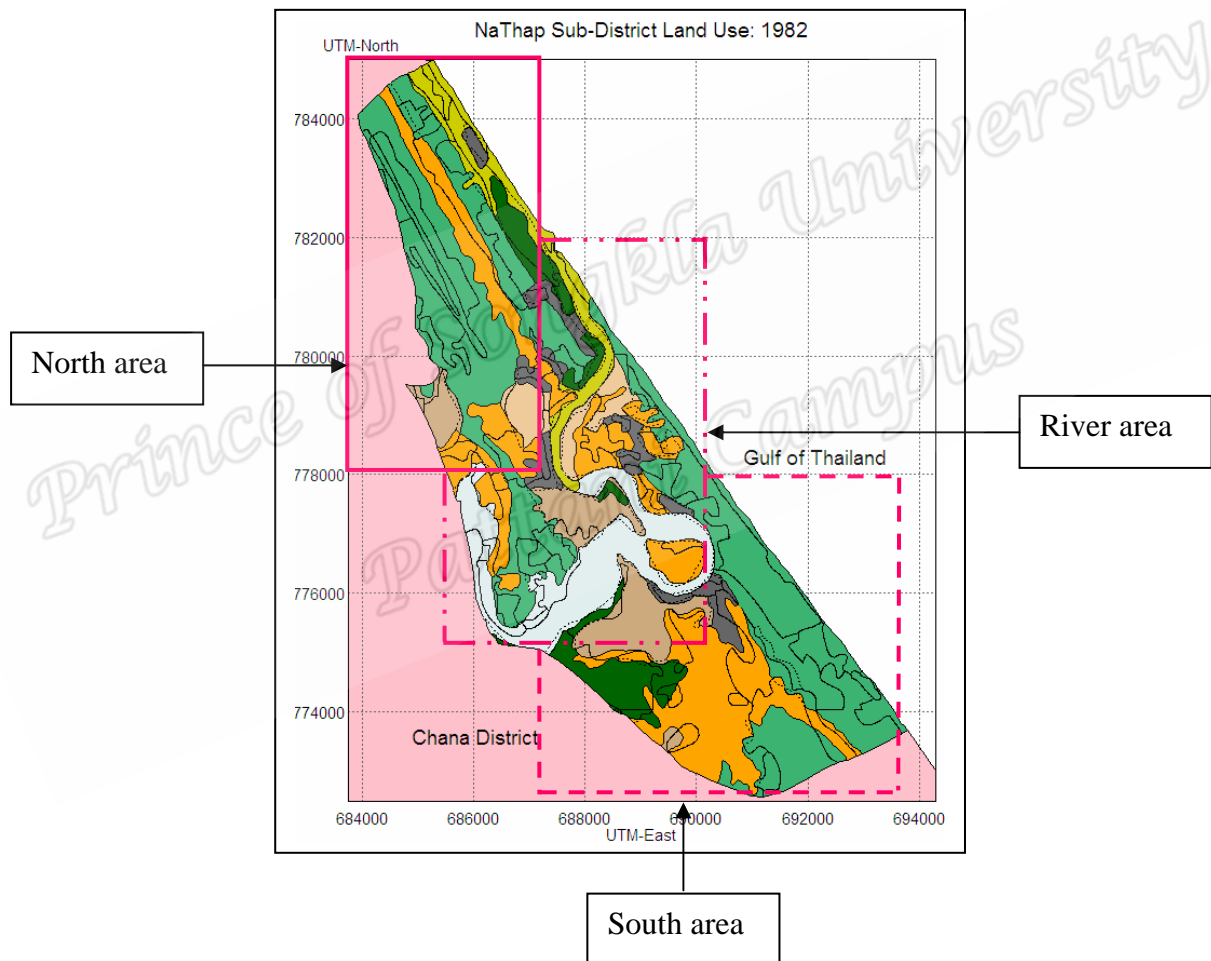 NaThap Sub-District Land Use: 1982
UTM-North
784000
782000
780000
778000
776000
774000
North area
River area
Gulf of Thailand
Chana District
684000 686000 688000 690000 692000 694000
UTM-East
South area
Prince of Songkla University
Pattani Campus